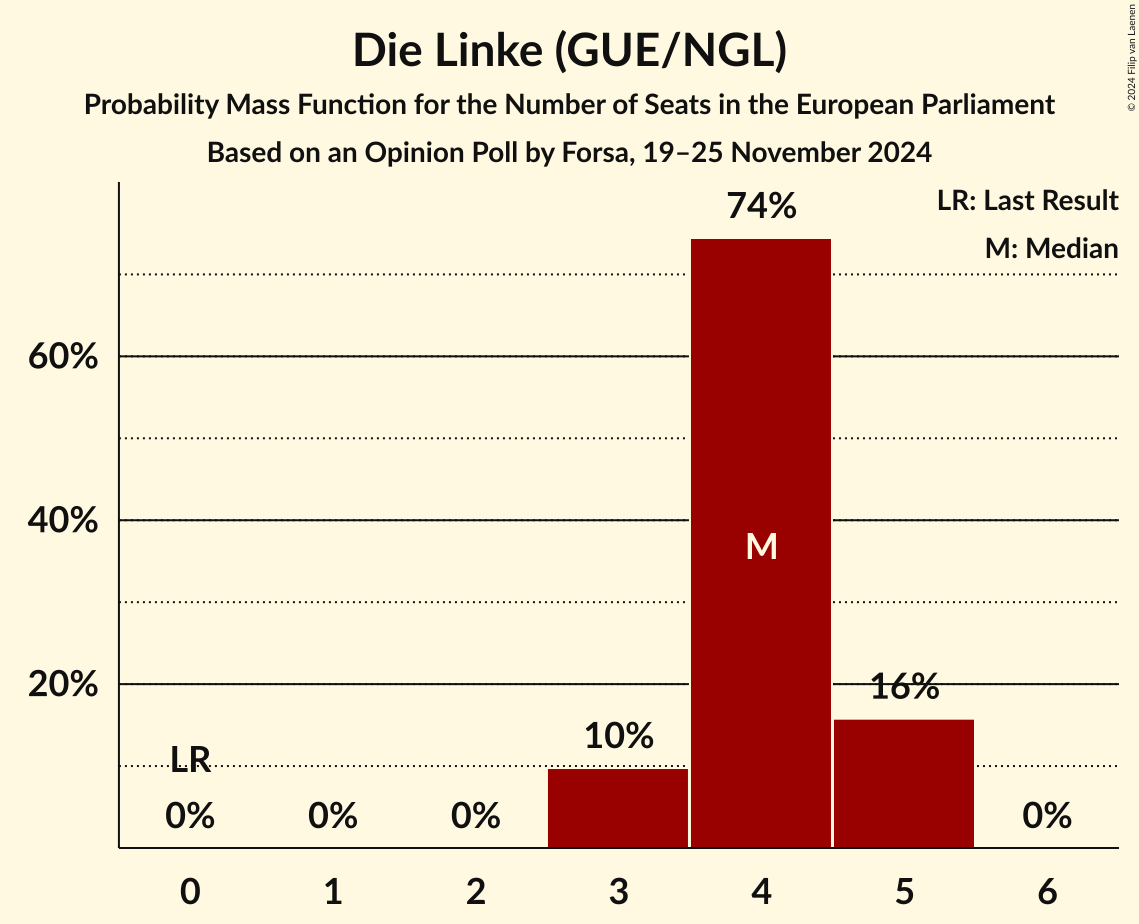 Die Linke (GUE/NGL)
Probability Mass Function for the Number of Seats in the European Parliament
Based on an Opinion Poll by Forsa, 19–25 November 2024
© 2024 Filip van Laenen
LR: Last Result
M: Median
74%
60%
40%
M
20%
16%
10%
LR
0% 0% 0% 0%
0 1 2 3 4 5 6